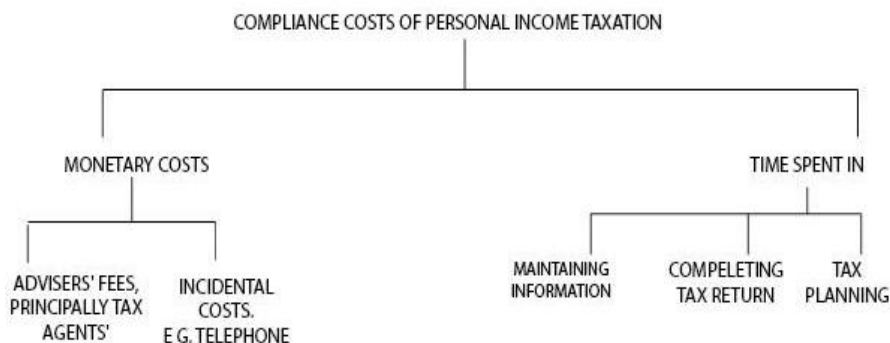 COMPLIANCE COSTS OF PERSONAL INCOME TAXATION
MONETARY COSTS
TIME SPENT IN
ADVISERS' FEES,
PRINCIPALLY TAX
AGENTS'
INCIDENTAL
COSTS.
E G. TELEPHONE
MAINTAINING
INFORMATION
COMPELETING
TAX RETURN
TAX
PLANNING